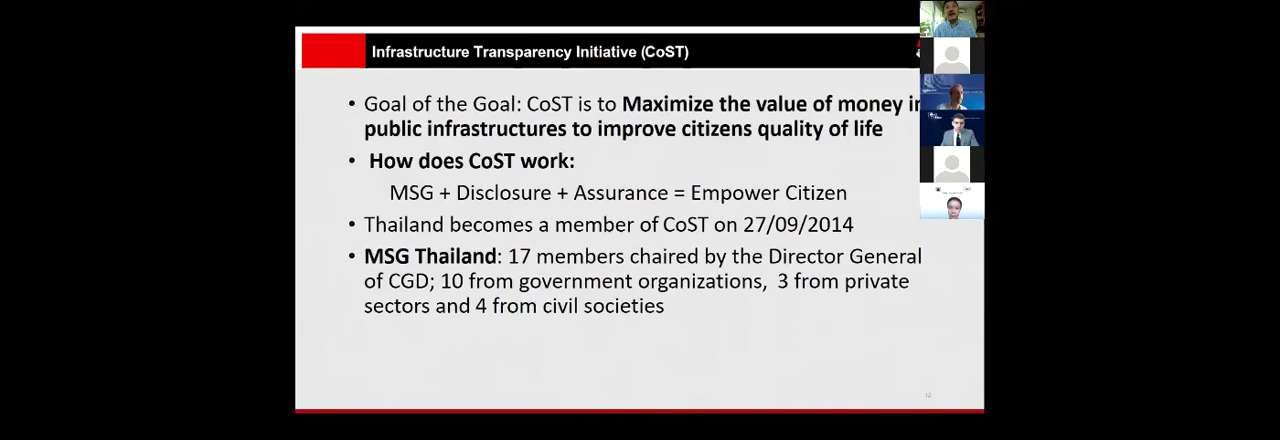 Infrastructure Transparency Initiative (CoST)
• Goal of the Goal: CoST is to Maximize the value of money in
public infrastructures to improve citizens quality of life
• How does CoST work:
MSG + Disclosure + Assurance = Empower Citizen
• Thailand becomes a member of CoST on 27/09/2014
• MSG Thailand: 17 members chaired by the Director General
of CGD; 10 from government organizations, 3 from private
sectors and 4 from civil societies
12